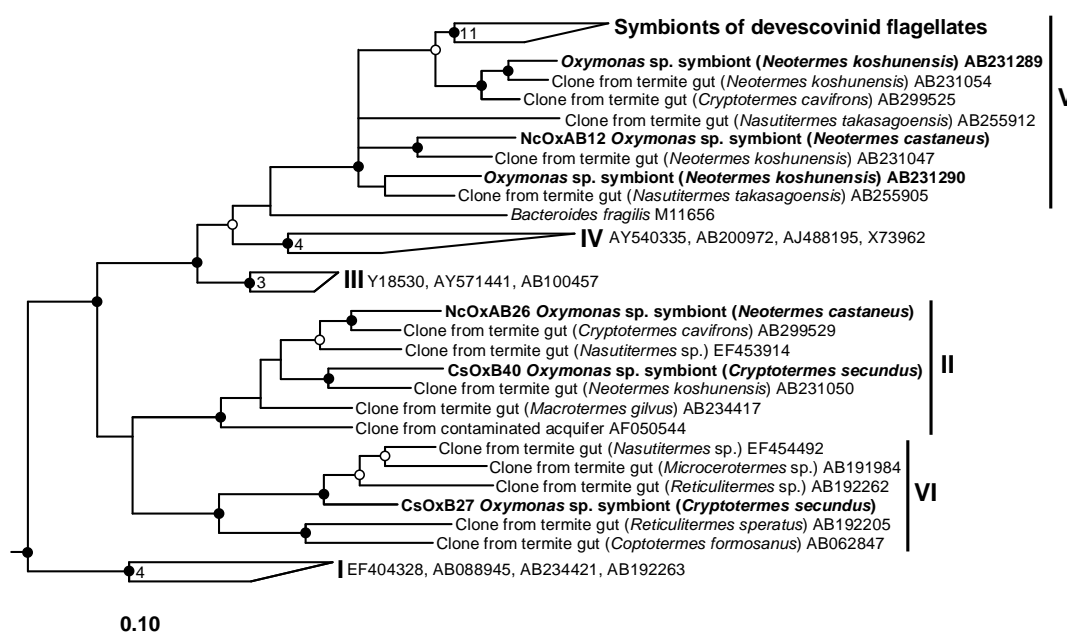 11 Symbionts of devescovinid flagellates
Oxymonas sp. symbiont (Neotermes koshunensis) AB231289
Clone from termite gut (Neotermes koshunensis) AB231054
Clone from termite gut (Cryptotermes cavifrons) AB299525
V
Clone from termite gut (Nasutitermes takasagoensis) AB255912
NcOxAB12 Oxymonas sp. symbiont (Neotermes castaneus)
Clone from termite gut (Neotermes koshunensis) AB231047
Oxymonas sp. symbiont (Neotermes koshunensis) AB231290
Clone from termite gut (Nasutitermes takasagoensis) AB255905
Bacteroides fragilis M11656
4 IV AY540335, AB200972, AJ488195, X73962
3 III Y18530, AY571441, AB100457
NcOxAB26 Oxymonas sp. symbiont (Neotermes castaneus)
Clone from termite gut (Cryptotermes cavifrons) AB299529
Clone from termite gut (Nasutitermes sp.) EF453914
CsOxB40 Oxymonas sp. symbiont (Cryptotermes secundus)
II
Clone from termite gut (Neotermes koshunensis) AB231050
Clone from termite gut (Macrotermes gilvus) AB234417
Clone from contaminated acquifer AF050544
Clone from termite gut (Nasutitermes sp.) EF454492
Clone from termite gut (Microcerotermes sp.) AB191984
Clone from termite gut (Reticulitermes sp.) AB192262
VI
CsOxB27 Oxymonas sp. symbiont (Cryptotermes secundus)
Clone from termite gut (Reticulitermes speratus) AB192205
Clone from termite gut (Coptotermes formosanus) AB062847
4 I EF404328, AB088945, AB234421, AB192263
0.10